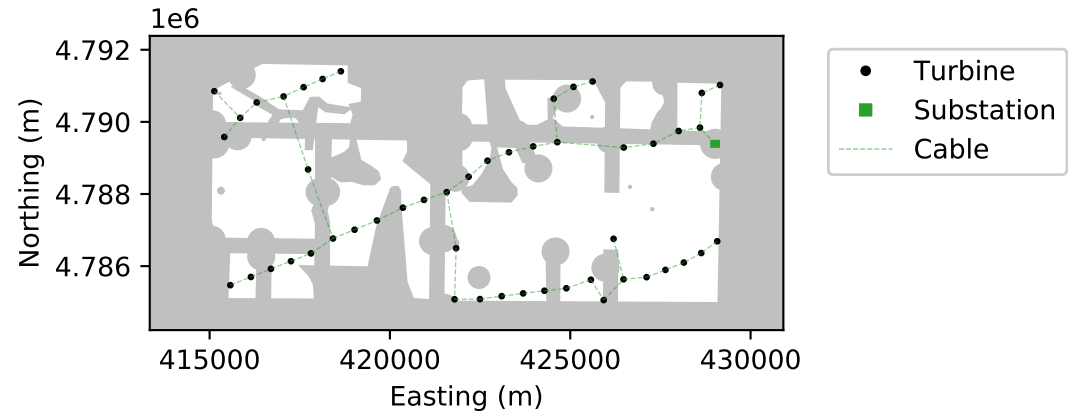 1e6
4.792
4.790
4.788
4.786
Northing (m)
415000 420000 425000 430000
Easting (m)
Turbine
Substation
Cable